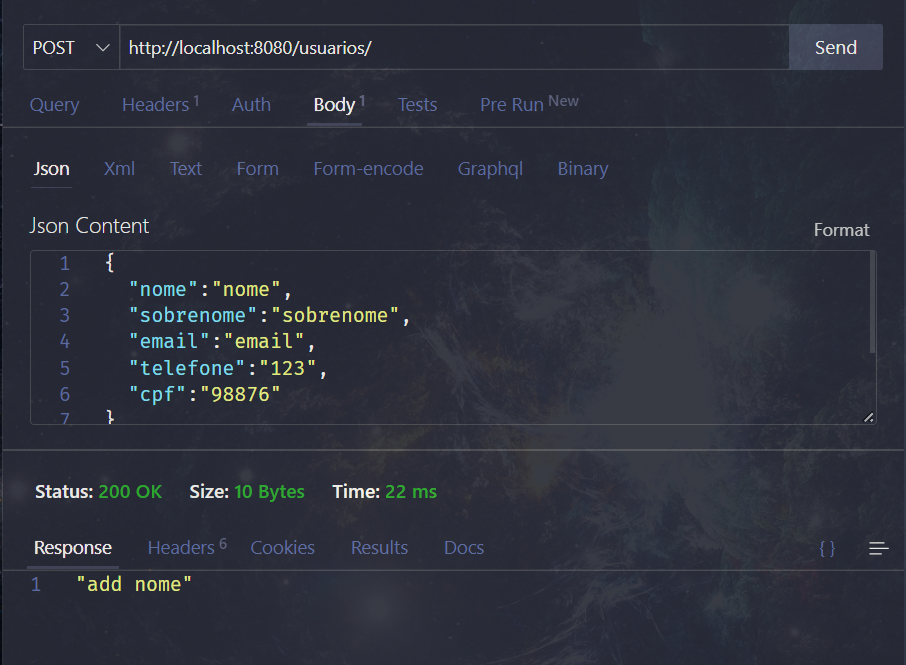 POST http://localhost:8080/usuarios/ Send
Query Headers 1 Auth Body 1 Tests Pre Run New
Json Xml Text Form Form-encode Graphql Binary
Json Content
Format
1 {
2 "nome":"nome",
3 "sobrenome":"sobrenome",
4 "email":"email",
5 "telefone":"123",
6 "cpf":"98876"
7 }
Status: 200 OK Size: 10 Bytes Time: 22 ms
Response Headers 6 Cookies Results Docs { }
1 "add nome"